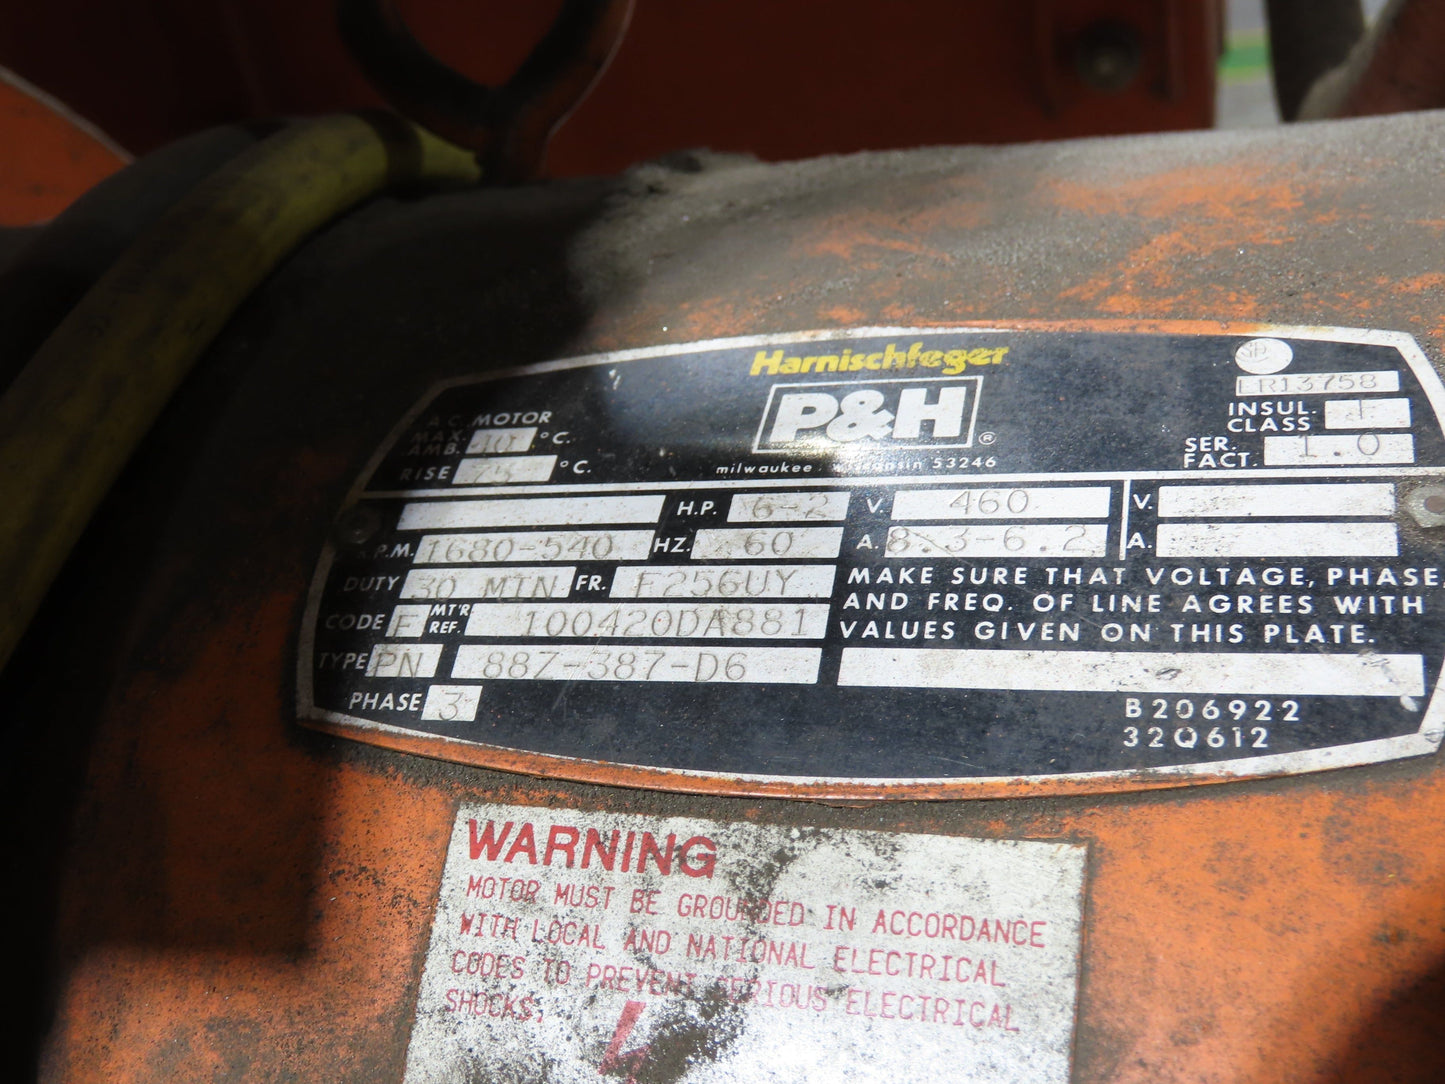 Harnischfeger
P&H ®
milwaukee, wisconsin 53246
A.C. MOTOR
MAX. AMB. 40 °C.
RISE 75 °C.
LR13758
INSUL. CLASS
SER. FACT. 1.0
H.P. 6-2 V. 460 V.
R.P.M. 1680-540 HZ. 60 A. 8.3-6.2 A.
DUTY 30 MIN FR. F256UY
CODE F MT'R REF. 100420DA881
TYPE PN 88Z-387-D6
PHASE 3
MAKE SURE THAT VOLTAGE, PHASE
AND FREQ. OF LINE AGREES WITH
VALUES GIVEN ON THIS PLATE.
B206922
32Q612
WARNING
MOTOR MUST BE GROUNDED IN ACCORDANCE
WITH LOCAL AND NATIONAL ELECTRICAL
CODES TO PREVENT SERIOUS ELECTRICAL
SHOCKS.